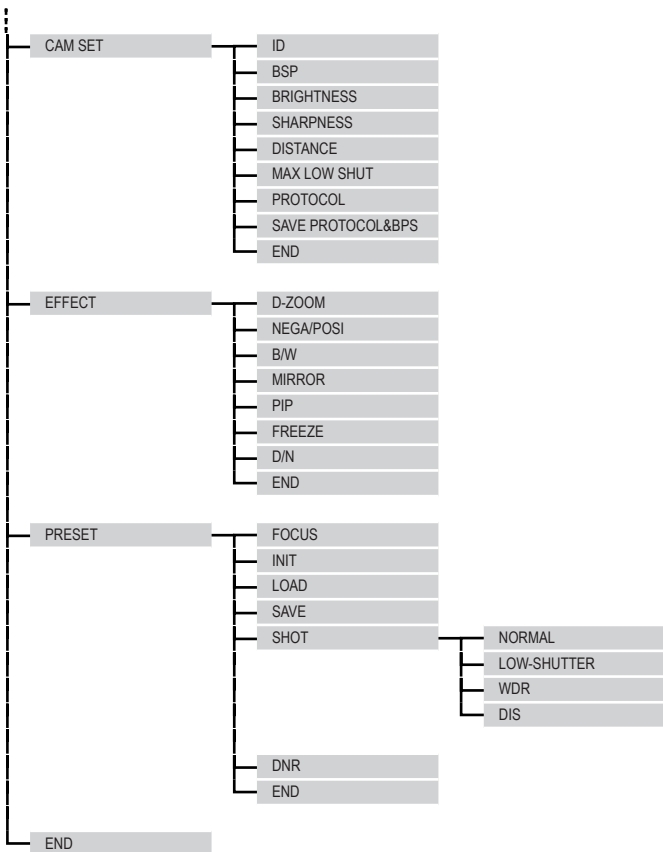 CAM SET
ID
BSP
BRIGHTNESS
SHARPNESS
DISTANCE
MAX LOW SHUT
PROTOCOL
SAVE PROTOCOL&BPS
END
EFFECT
D-ZOOM
NEGA/POSI
B/W
MIRROR
PIP
FREEZE
D/N
END
PRESET
FOCUS
INIT
LOAD
SAVE
SHOT
NORMAL
LOW-SHUTTER
WDR
DIS
DNR
END
END